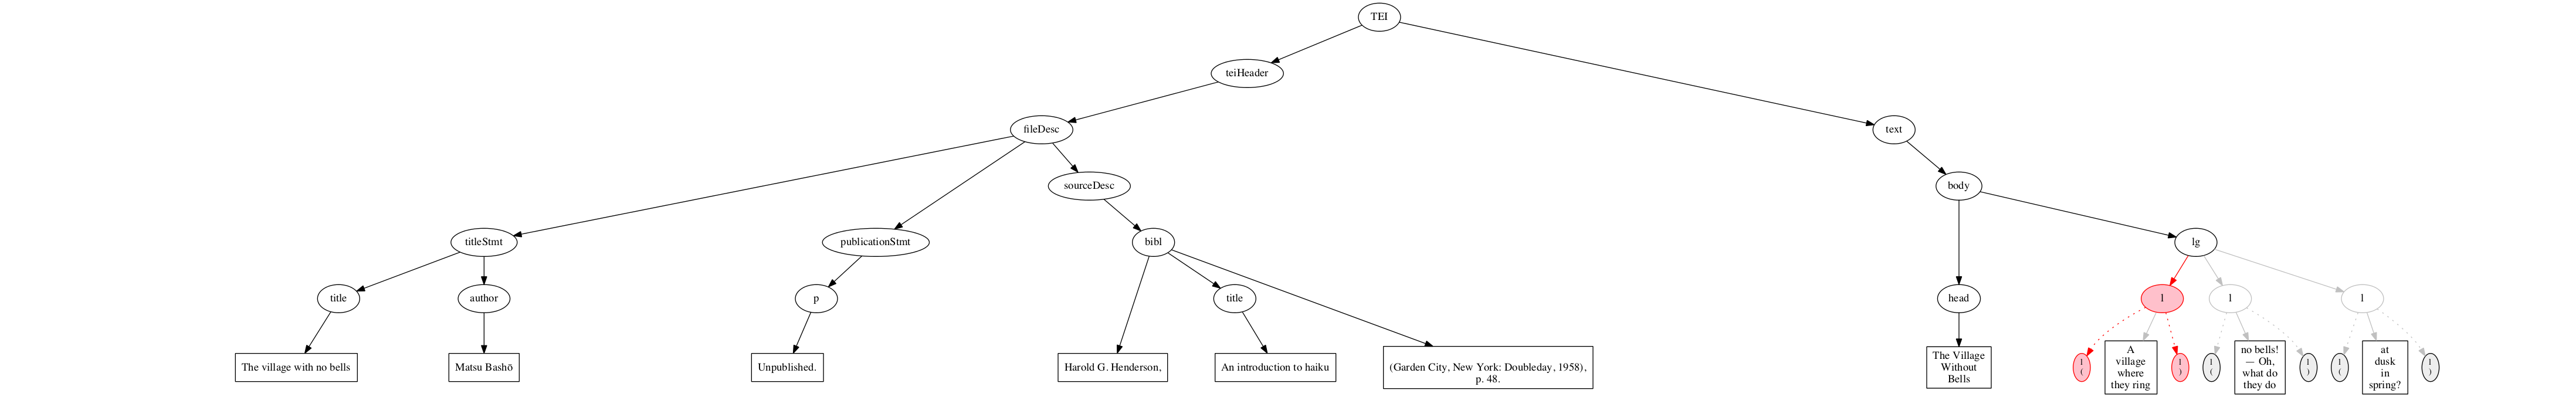 TEI
teiHeader
fileDesc
text
sourceDesc
body
titleStmt
publicationStmt
bibl
lg
title
author
p
title
head
l
l
l
The village with no bells
Matsu Bashō
Unpublished.
Harold G. Henderson,
An introduction to haiku
(Garden City, New York: Doubleday, 1958),
p. 48.
The Village
Without
Bells
l
(
A
village
where
they ring
l
)
l
(
no bells!
— Oh,
what do
they do
l
)
l
(
at
dusk
in
spring?
l
)